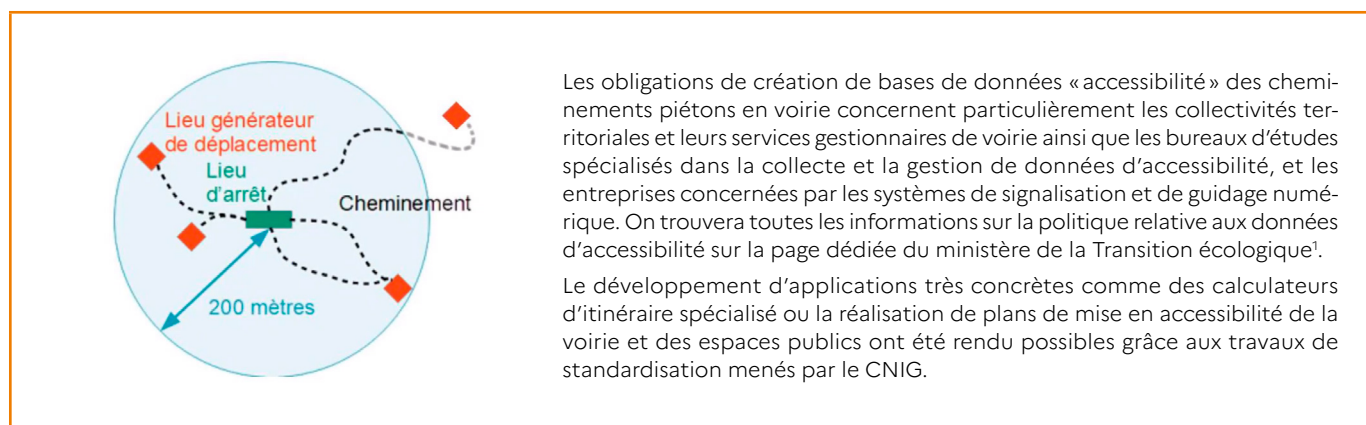 Lieu générateur
de déplacement
Lieu
d'arrêt
Cheminement
200 mètres
Les obligations de création de bases de données «accessibilité» des chemi-
nements piétons en voirie concernent particulièrement les collectivités ter-
ritoriales et leurs services gestionnaires de voirie ainsi que les bureaux d'études
spécialisés dans la collecte et la gestion de données d'accessibilité, et les
entreprises concernées par les systèmes de signalisation et de guidage numé-
rique. On trouvera toutes les informations sur la politique relative aux données
d'accessibilité sur la page dédiée du ministère de la Transition écologique¹.
Le développement d'applications très concrètes comme des calculateurs
d'itinéraire spécialisé ou la réalisation de plans de mise en accessibilité de la
voirie et des espaces publics ont été rendu possibles grâce aux travaux de
standardisation menés par le CNIG.